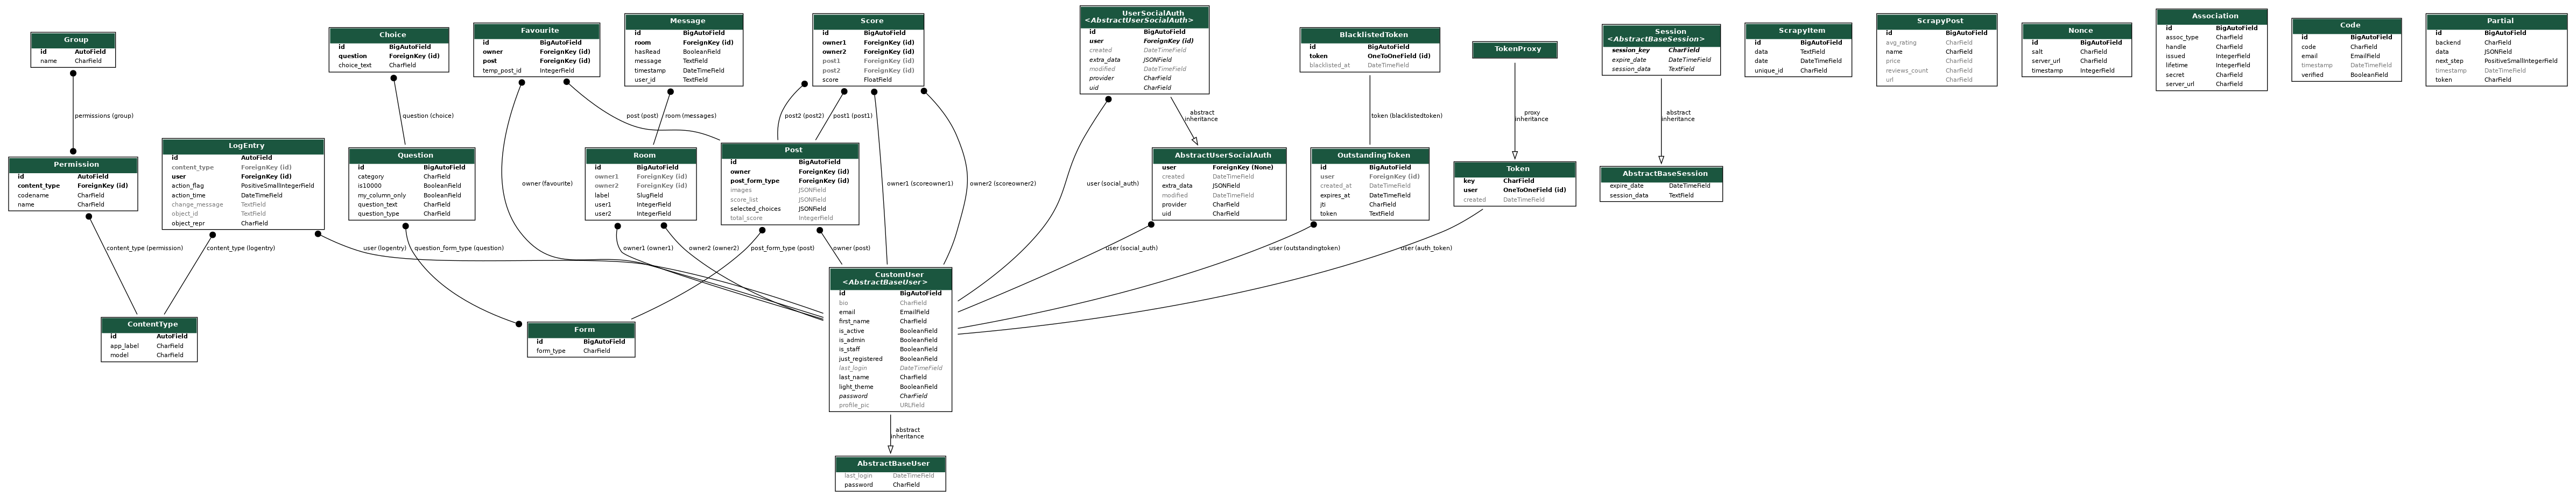 Group
id AutoField
name CharField
Choice
id BigAutoField
question ForeignKey (id)
choice_text CharField
Favourite
id BigAutoField
owner ForeignKey (id)
post ForeignKey (id)
temp_post_id IntegerField
Message
id BigAutoField
room ForeignKey (id)
hasRead BooleanField
message TextField
timestamp DateTimeField
user_id TextField
Score
id BigAutoField
owner1 ForeignKey (id)
owner2 ForeignKey (id)
post1 ForeignKey (id)
post2 ForeignKey (id)
score FloatField
UserSocialAuth
<AbstractUserSocialAuth>
id BigAutoField
user ForeignKey (id)
created DateTimeField
extra_data JSONField
modified DateTimeField
provider CharField
uid CharField
BlacklistedToken
id BigAutoField
token OneToOneField (id)
blacklisted_at DateTimeField
TokenProxy
Session
<AbstractBaseSession>
session_key CharField
expire_date DateTimeField
session_data TextField
ScrapyItem
id BigAutoField
data TextField
date DateTimeField
unique_id CharField
ScrapyPost
id BigAutoField
avg_rating CharField
name CharField
price CharField
reviews_count CharField
url CharField
Nonce
id BigAutoField
salt CharField
server_url CharField
timestamp IntegerField
Association
id BigAutoField
assoc_type CharField
handle CharField
issued IntegerField
lifetime IntegerField
secret CharField
server_url CharField
Code
id BigAutoField
code CharField
email EmailField
timestamp DateTimeField
verified BooleanField
Partial
id BigAutoField
backend CharField
data JSONField
next_step PositiveSmallIntegerField
timestamp DateTimeField
token CharField
permissions (group)
question (choice)
post (post)
room (messages)
post2 (post2)
post1 (post1)
abstract
inheritance
token (blacklistedtoken)
proxy
inheritance
abstract
inheritance
Permission
id AutoField
content_type ForeignKey (id)
codename CharField
name CharField
LogEntry
id AutoField
content_type ForeignKey (id)
user ForeignKey (id)
action_flag PositiveSmallIntegerField
action_time DateTimeField
change_message TextField
object_id TextField
object_repr CharField
Question
id BigAutoField
category CharField
is10000 BooleanField
my_column_only BooleanField
question_text CharField
question_type CharField
owner (favourite)
Room
id BigAutoField
owner1 ForeignKey (id)
owner2 ForeignKey (id)
label SlugField
user1 IntegerField
user2 IntegerField
Post
id BigAutoField
owner ForeignKey (id)
post_form_type ForeignKey (id)
images JSONField
score_list JSONField
selected_choices JSONField
total_score IntegerField
owner1 (scoreowner1)
owner2 (scoreowner2)
user (social_auth)
AbstractUserSocialAuth
user ForeignKey (None)
created DateTimeField
extra_data JSONField
modified DateTimeField
provider CharField
uid CharField
OutstandingToken
id BigAutoField
user ForeignKey (id)
created_at DateTimeField
expires_at DateTimeField
jti CharField
token TextField
Token
key CharField
user OneToOneField (id)
created DateTimeField
AbstractBaseSession
expire_date DateTimeField
session_data TextField
content_type (permission)
content_type (logentry)
user (logentry)
question_form_type (question)
owner1 (owner1)
owner2 (owner2)
post_form_type (post)
owner (post)
user (social_auth)
user (outstandingtoken)
user (auth_token)
ContentType
id AutoField
app_label CharField
model CharField
Form
id BigAutoField
form_type CharField
CustomUser
<AbstractBaseUser>
id BigAutoField
bio CharField
email EmailField
first_name CharField
is_active BooleanField
is_admin BooleanField
is_staff BooleanField
just_registered BooleanField
last_login DateTimeField
last_name CharField
light_theme BooleanField
password CharField
profile_pic URLField
abstract
inheritance
AbstractBaseUser
last_login DateTimeField
password CharField